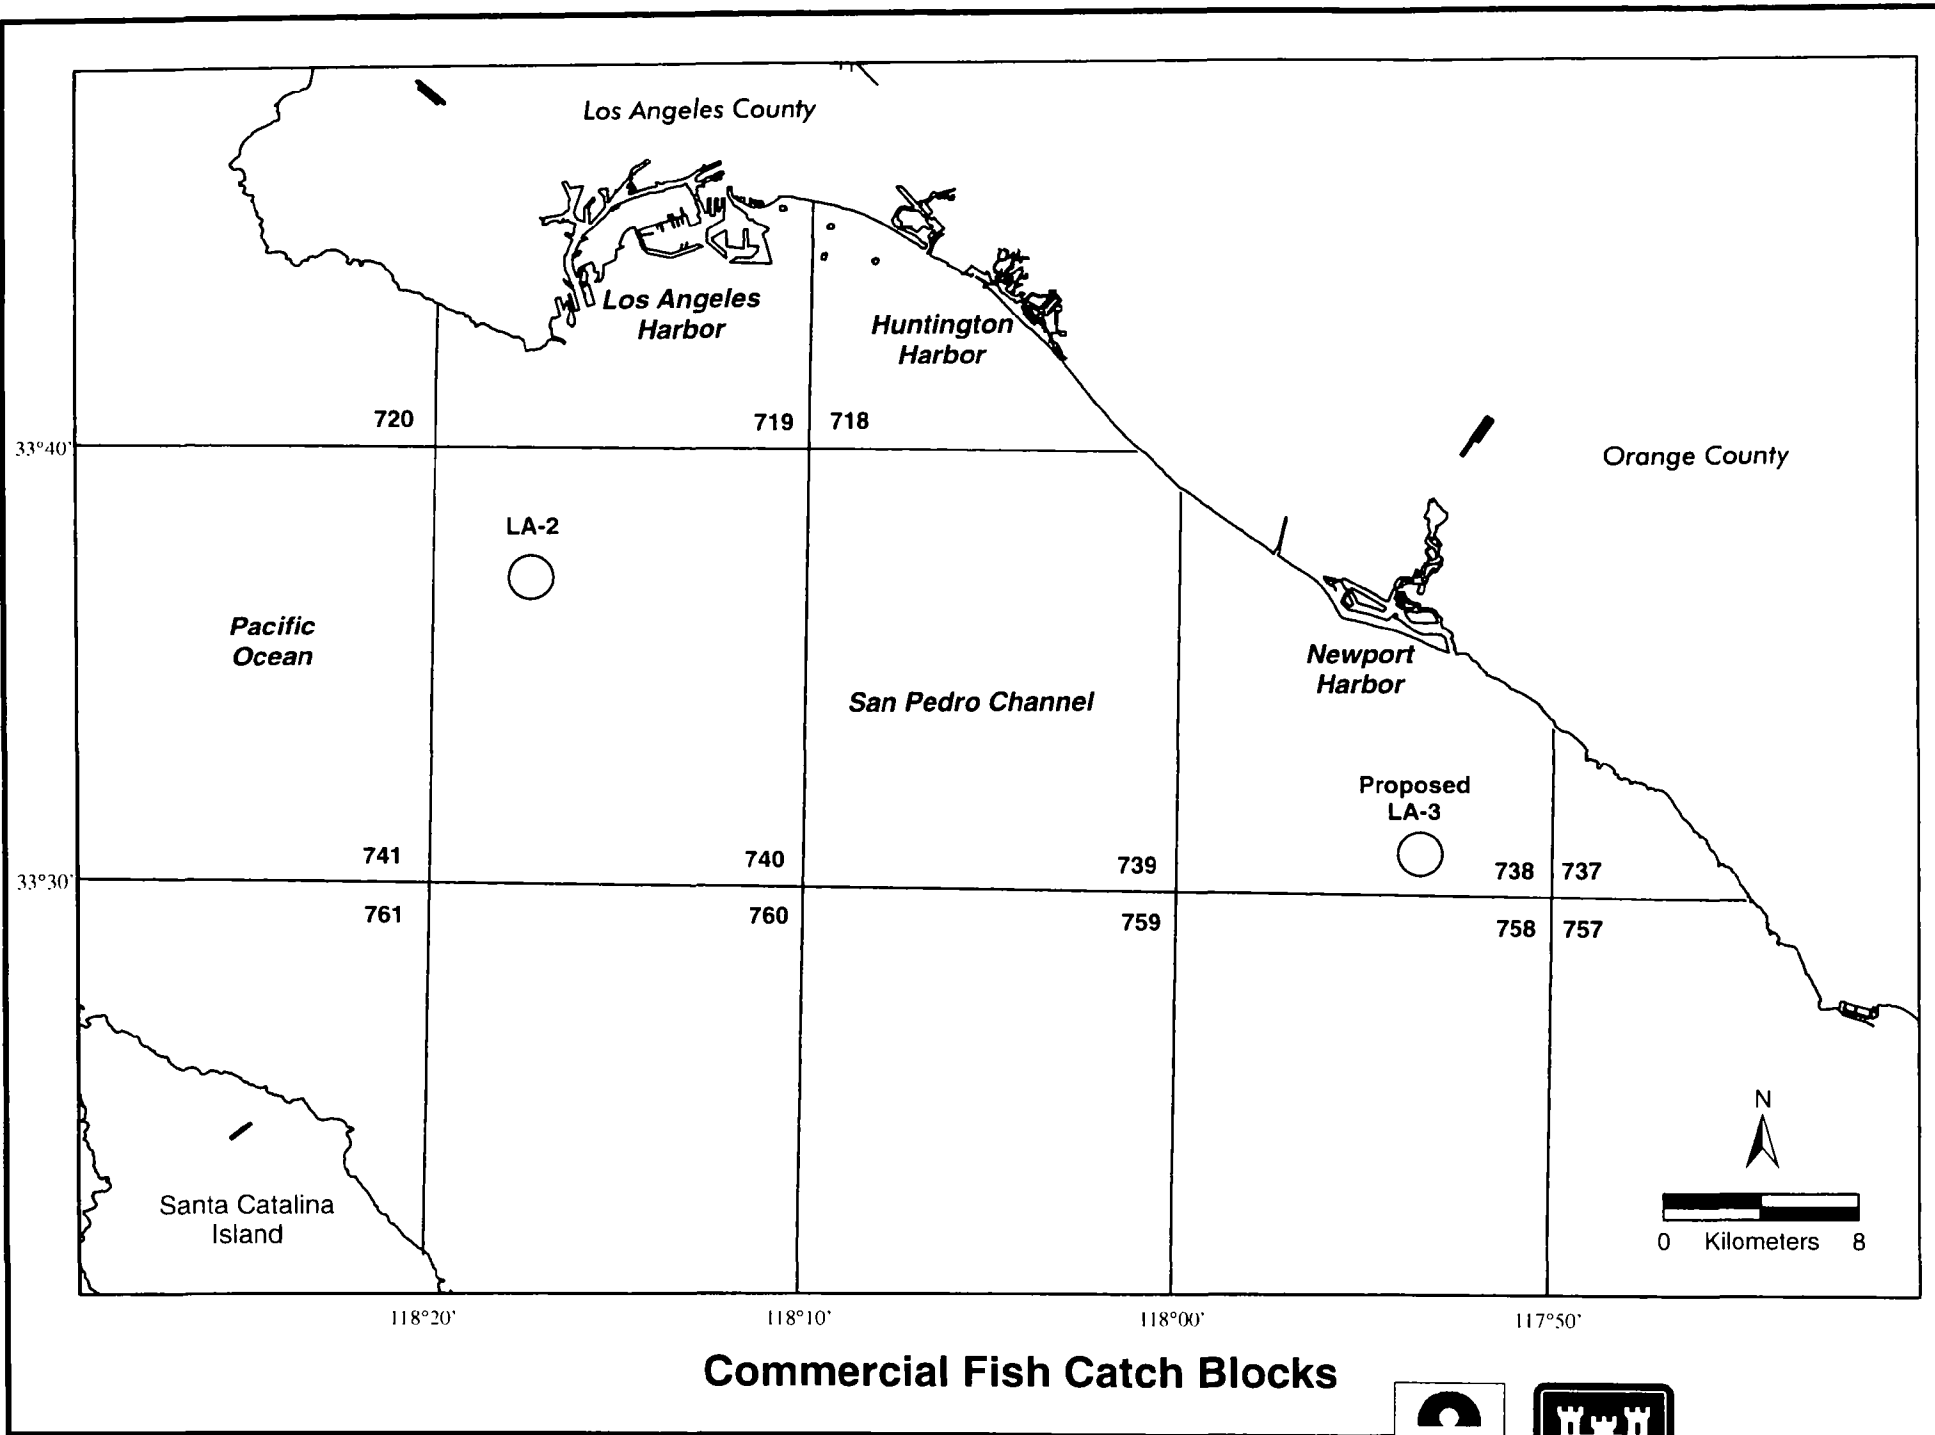 Los Angeles County
Los Angeles
Harbor
Huntington
Harbor
720
719
718
33°40'
Orange County
LA-2
Pacific
Ocean
Newport
Harbor
San Pedro Channel
Proposed
LA-3
741
740
739
738
737
33°30'
761
760
759
758
757
N
Santa Catalina
Island
0 Kilometers 8
118°20'
118°10'
118°00'
117°50'
Commercial Fish Catch Blocks